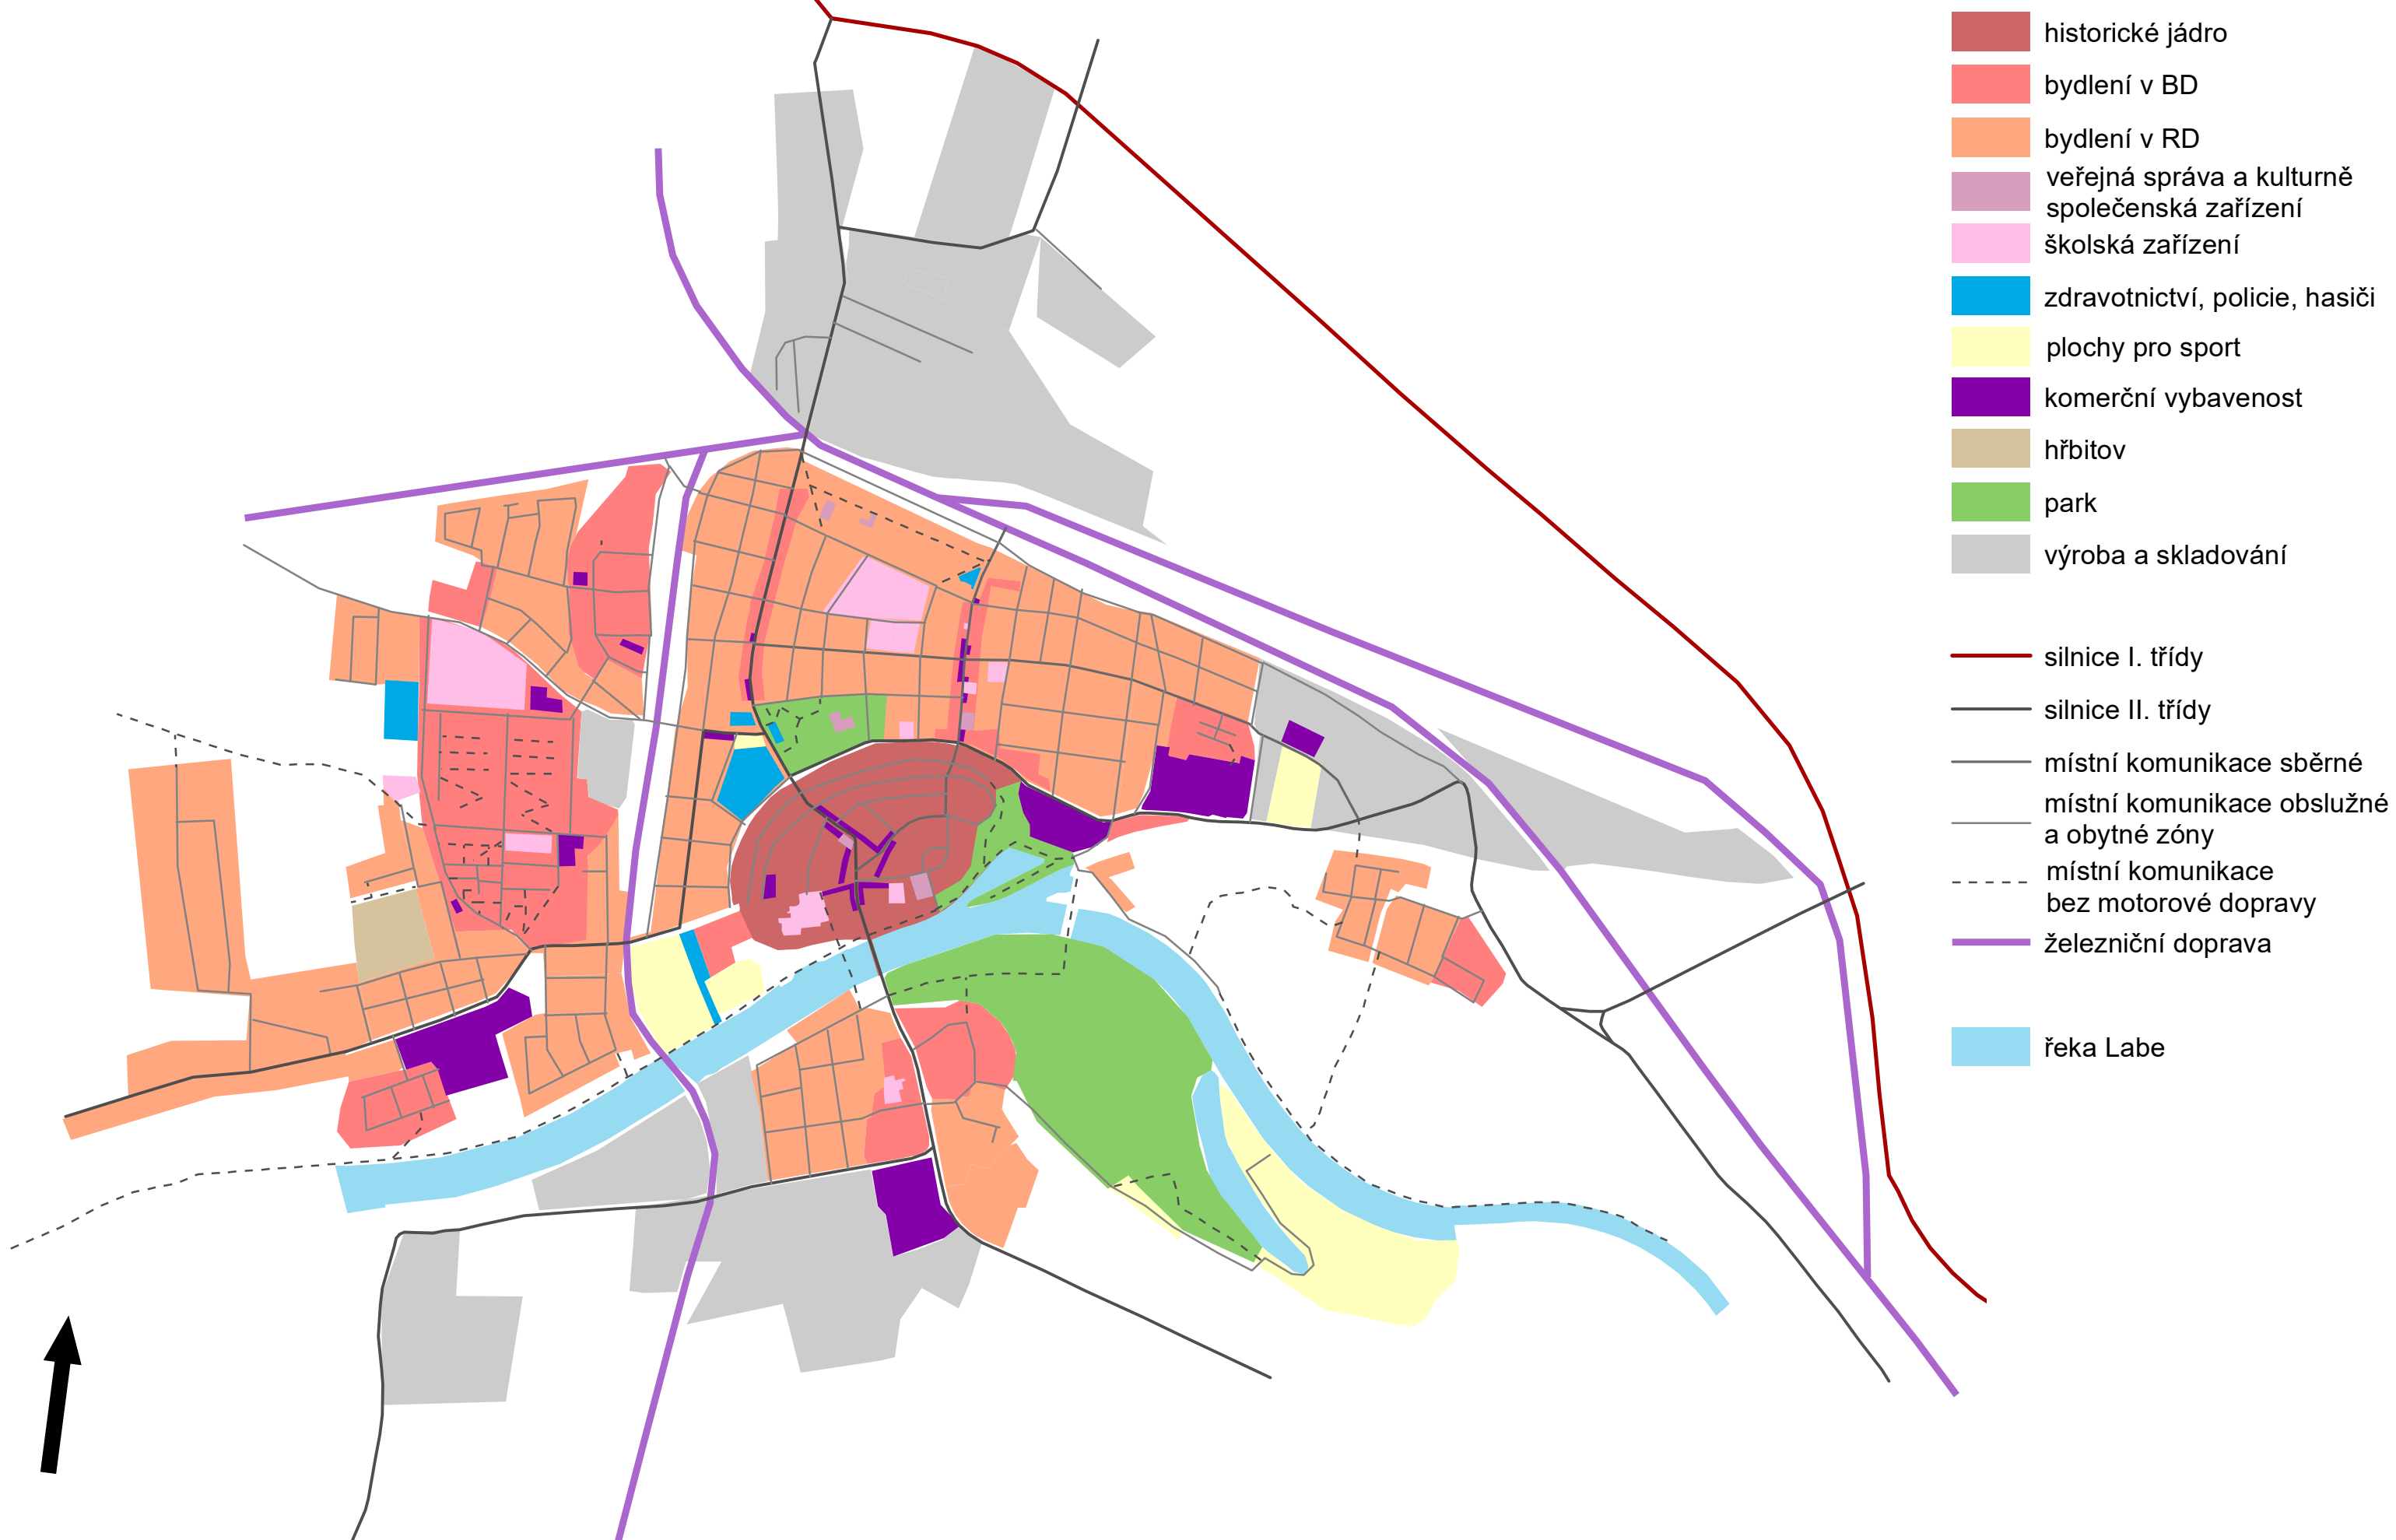 historické jádro
bydlení v BD
bydlení v RD
veřejná správa a kulturně
společenská zařízení
školská zařízení
zdravotnictví, policie, hasiči
plochy pro sport
komerční vybavenost
hřbitov
park
výroba a skladování
silnice I. třídy
silnice II. třídy
místní komunikace sběrné
místní komunikace obslužné
a obytné zóny
místní komunikace
bez motorové dopravy
železniční doprava
řeka Labe